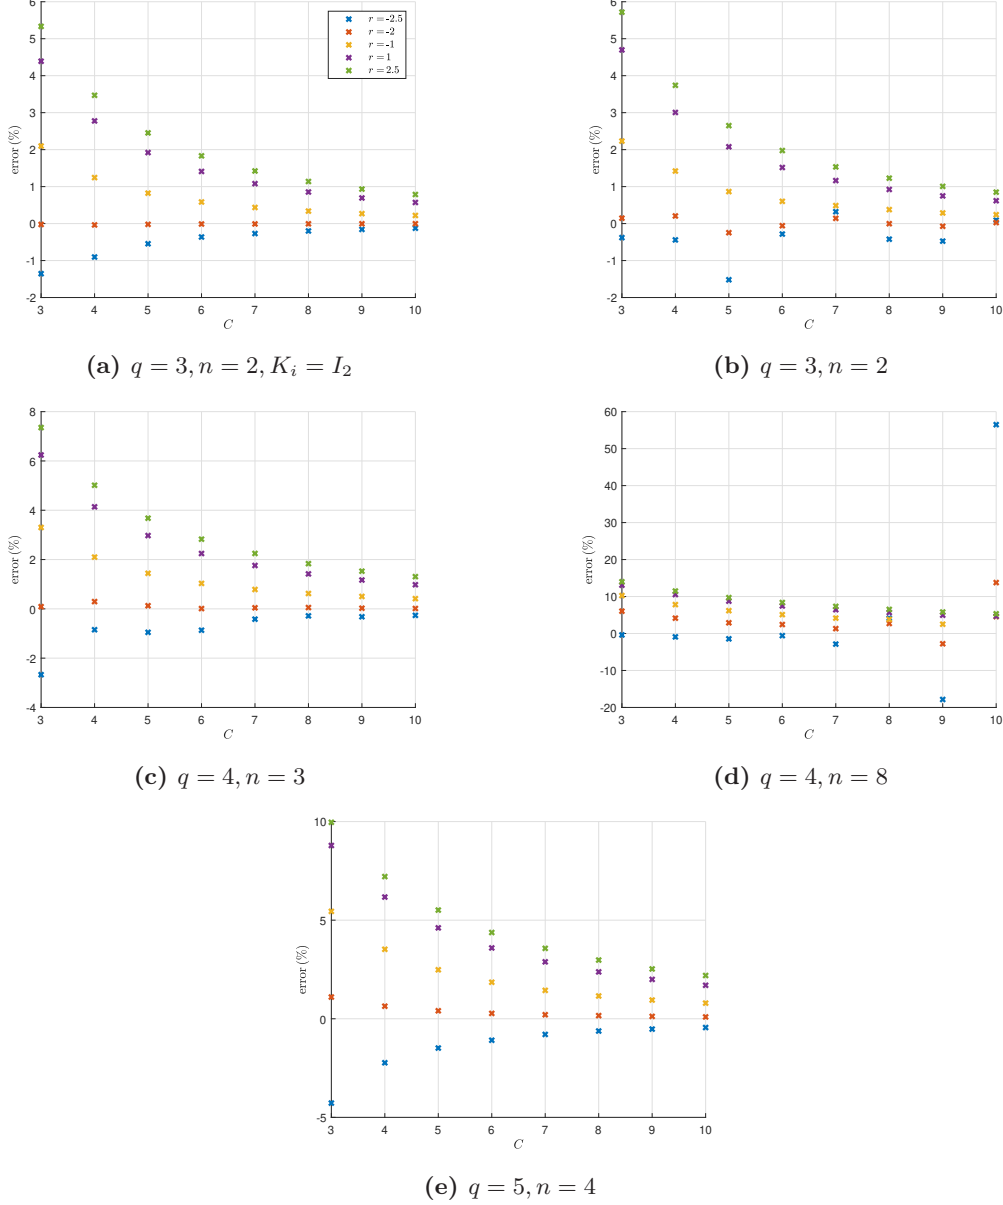 6
5
4
3
2
1
0
-1
-2
error (%)
3 4 5 6 7 8 9 10
C
r = -2.5
r = -2
r = -1
r = 1
r = 2.5
(a) q = 3, n = 2, K_i = I_2
6
5
4
3
2
1
0
-1
-2
error (%)
3 4 5 6 7 8 9 10
C
(b) q = 3, n = 2
8
6
4
2
0
-2
-4
error (%)
3 4 5 6 7 8 9 10
C
(c) q = 4, n = 3
60
50
40
30
20
10
0
-10
-20
error (%)
3 4 5 6 7 8 9 10
C
(d) q = 4, n = 8
10
5
0
-5
error (%)
3 4 5 6 7 8 9 10
C
(e) q = 5, n = 4